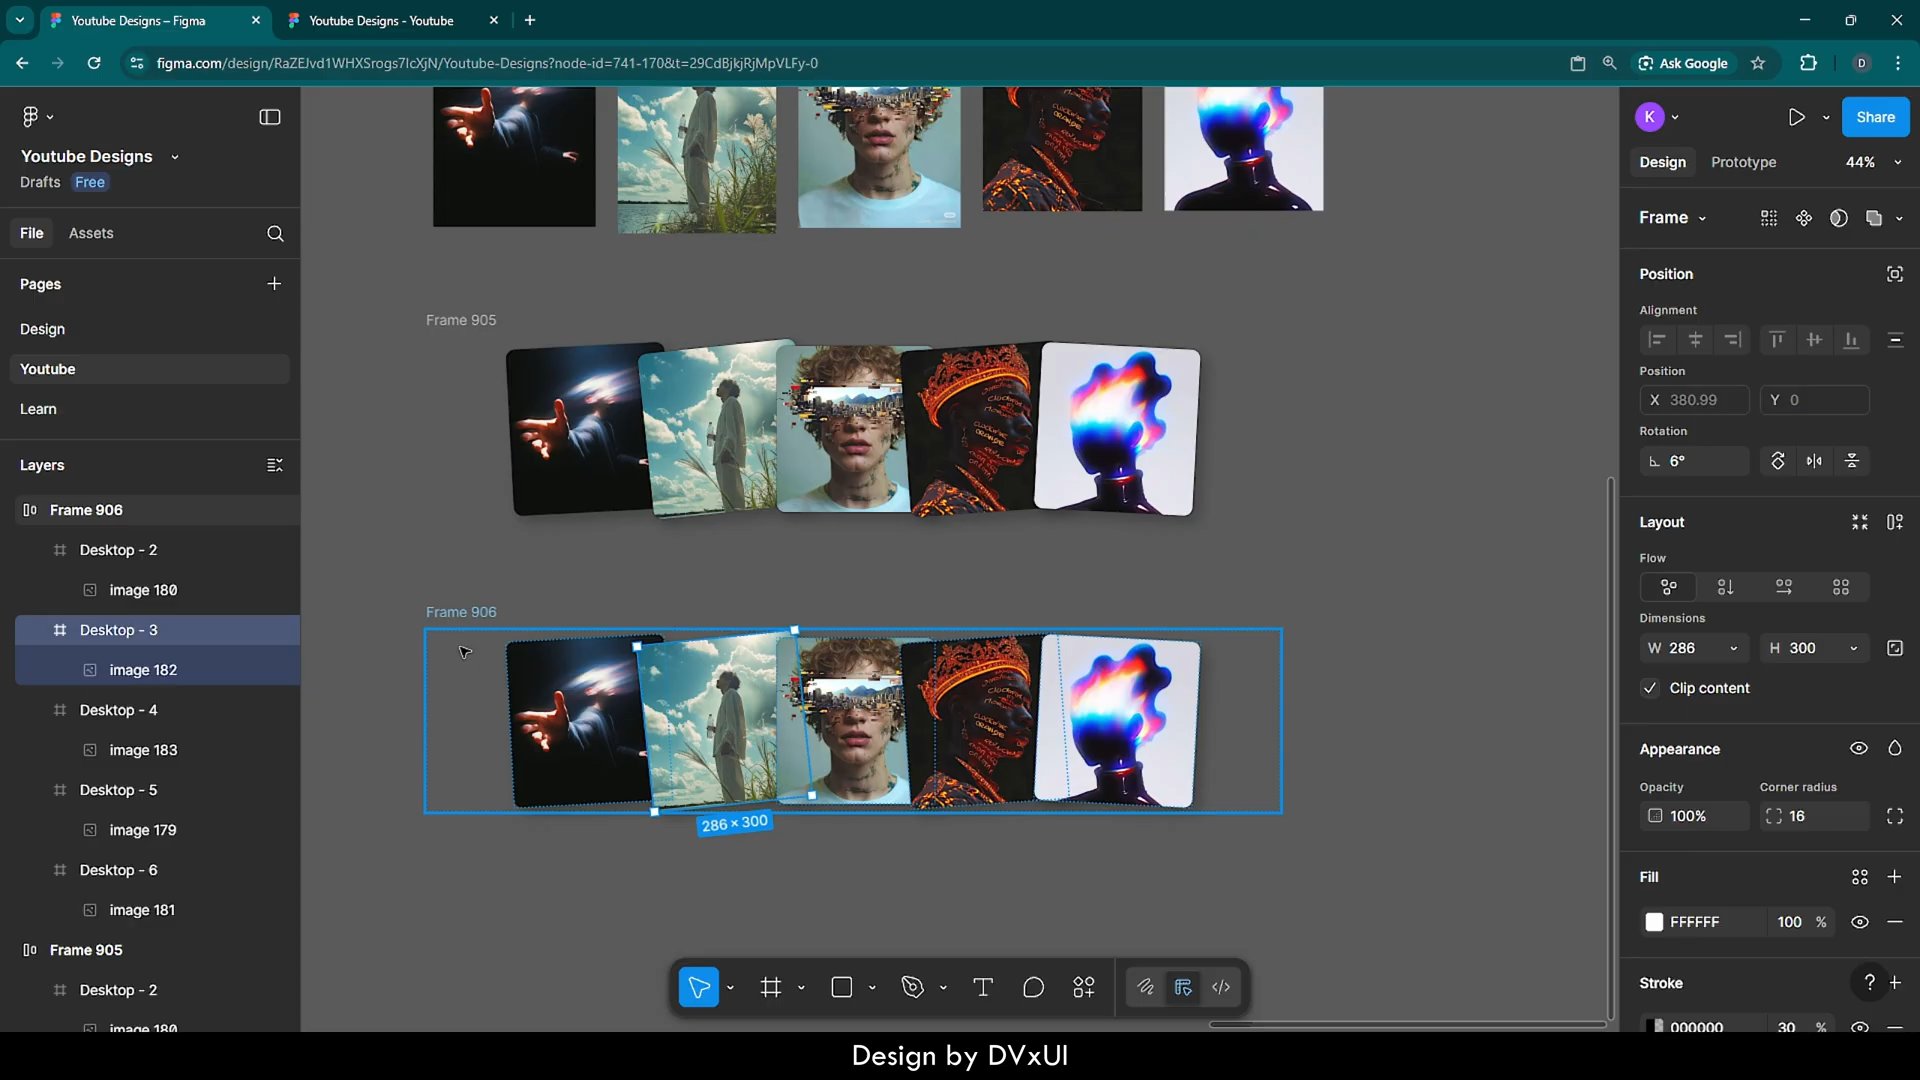 Youtube Designs – Figma
Youtube Designs - Youtube
figma.com/design/RaZEJvd1WHXSrogs7lcXjN/Youtube-Designs?node-id=741-170&t=29CdBjkjRjMpVLFy-0
Ask Google
D
Youtube Designs
Drafts Free
File Assets
Pages
Design
Youtube
Learn
Layers
Frame 906
Desktop - 2
image 180
Desktop - 3
image 182
Desktop - 4
image 183
Desktop - 5
image 179
Desktop - 6
image 181
Frame 905
Desktop - 2
image 180
Frame 905
Frame 906
286 × 300
K
Share
Design Prototype 44%
Frame
Position
Alignment
Position
X 380.99 Y 0
Rotation
6°
Layout
Flow
Dimensions
W 286 H 300
Clip content
Appearance
Opacity Corner radius
100% 16
Fill
FFFFFF 100 %
Stroke ?
000000 30 %
Design by DVxUI